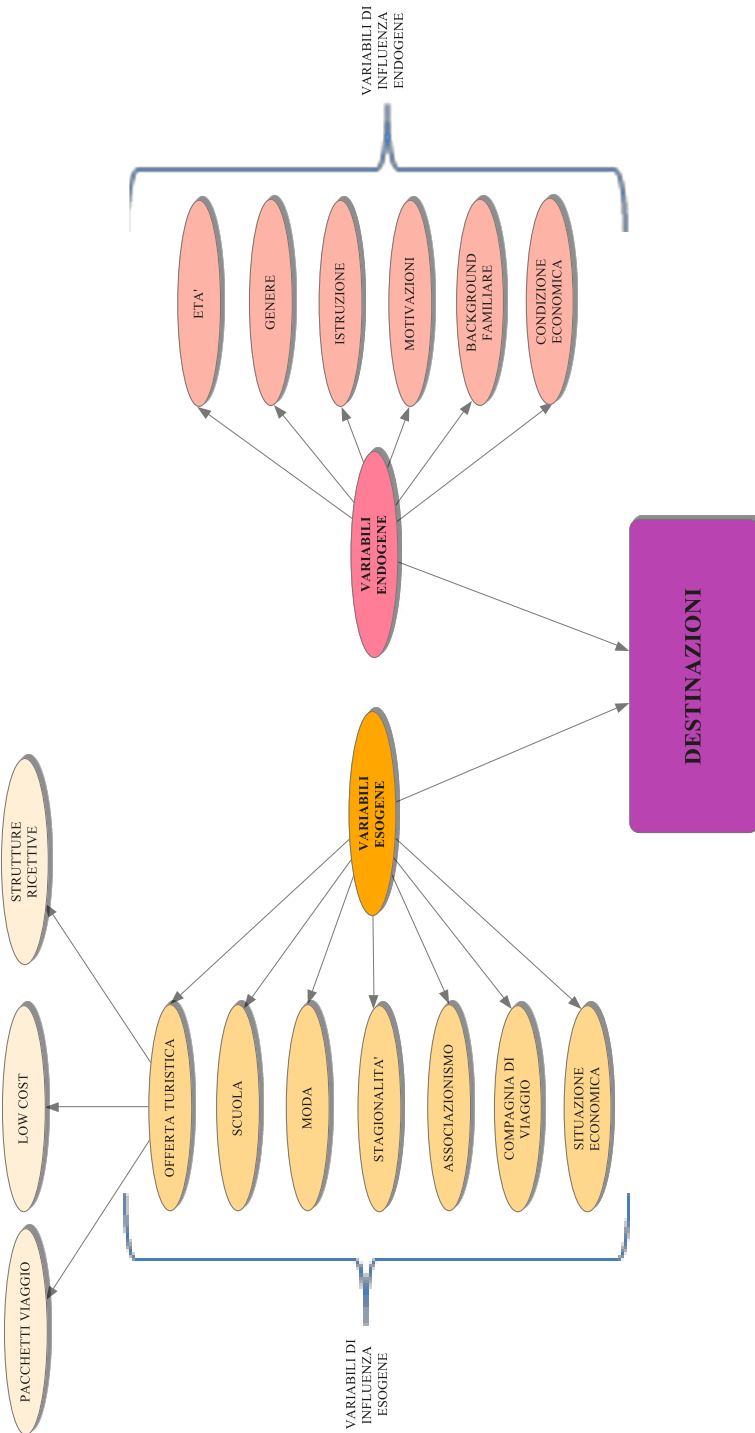 PACCHETTI VIAGGIO
LOW COST
STRUTTURE
RICETTIVE
OFFERTA TURISTICA
SCUOLA
MODA
STAGIONALITA'
ASSOCIAZIONISMO
COMPAGNIA DI
VIAGGIO
SITUAZIONE
ECONOMICA
VARIABILI DI
INFLUENZA
ESOGENE
VARIABILI
ESOGENE
VARIABILI
ENDOGENE
ETA'
GENERE
ISTRUZIONE
MOTIVAZIONI
BACKGROUND
FAMILIARE
CONDIZIONE
ECONOMICA
VARIABILI DI
INFLUENZA
ENDOGENE
DESTINAZIONI